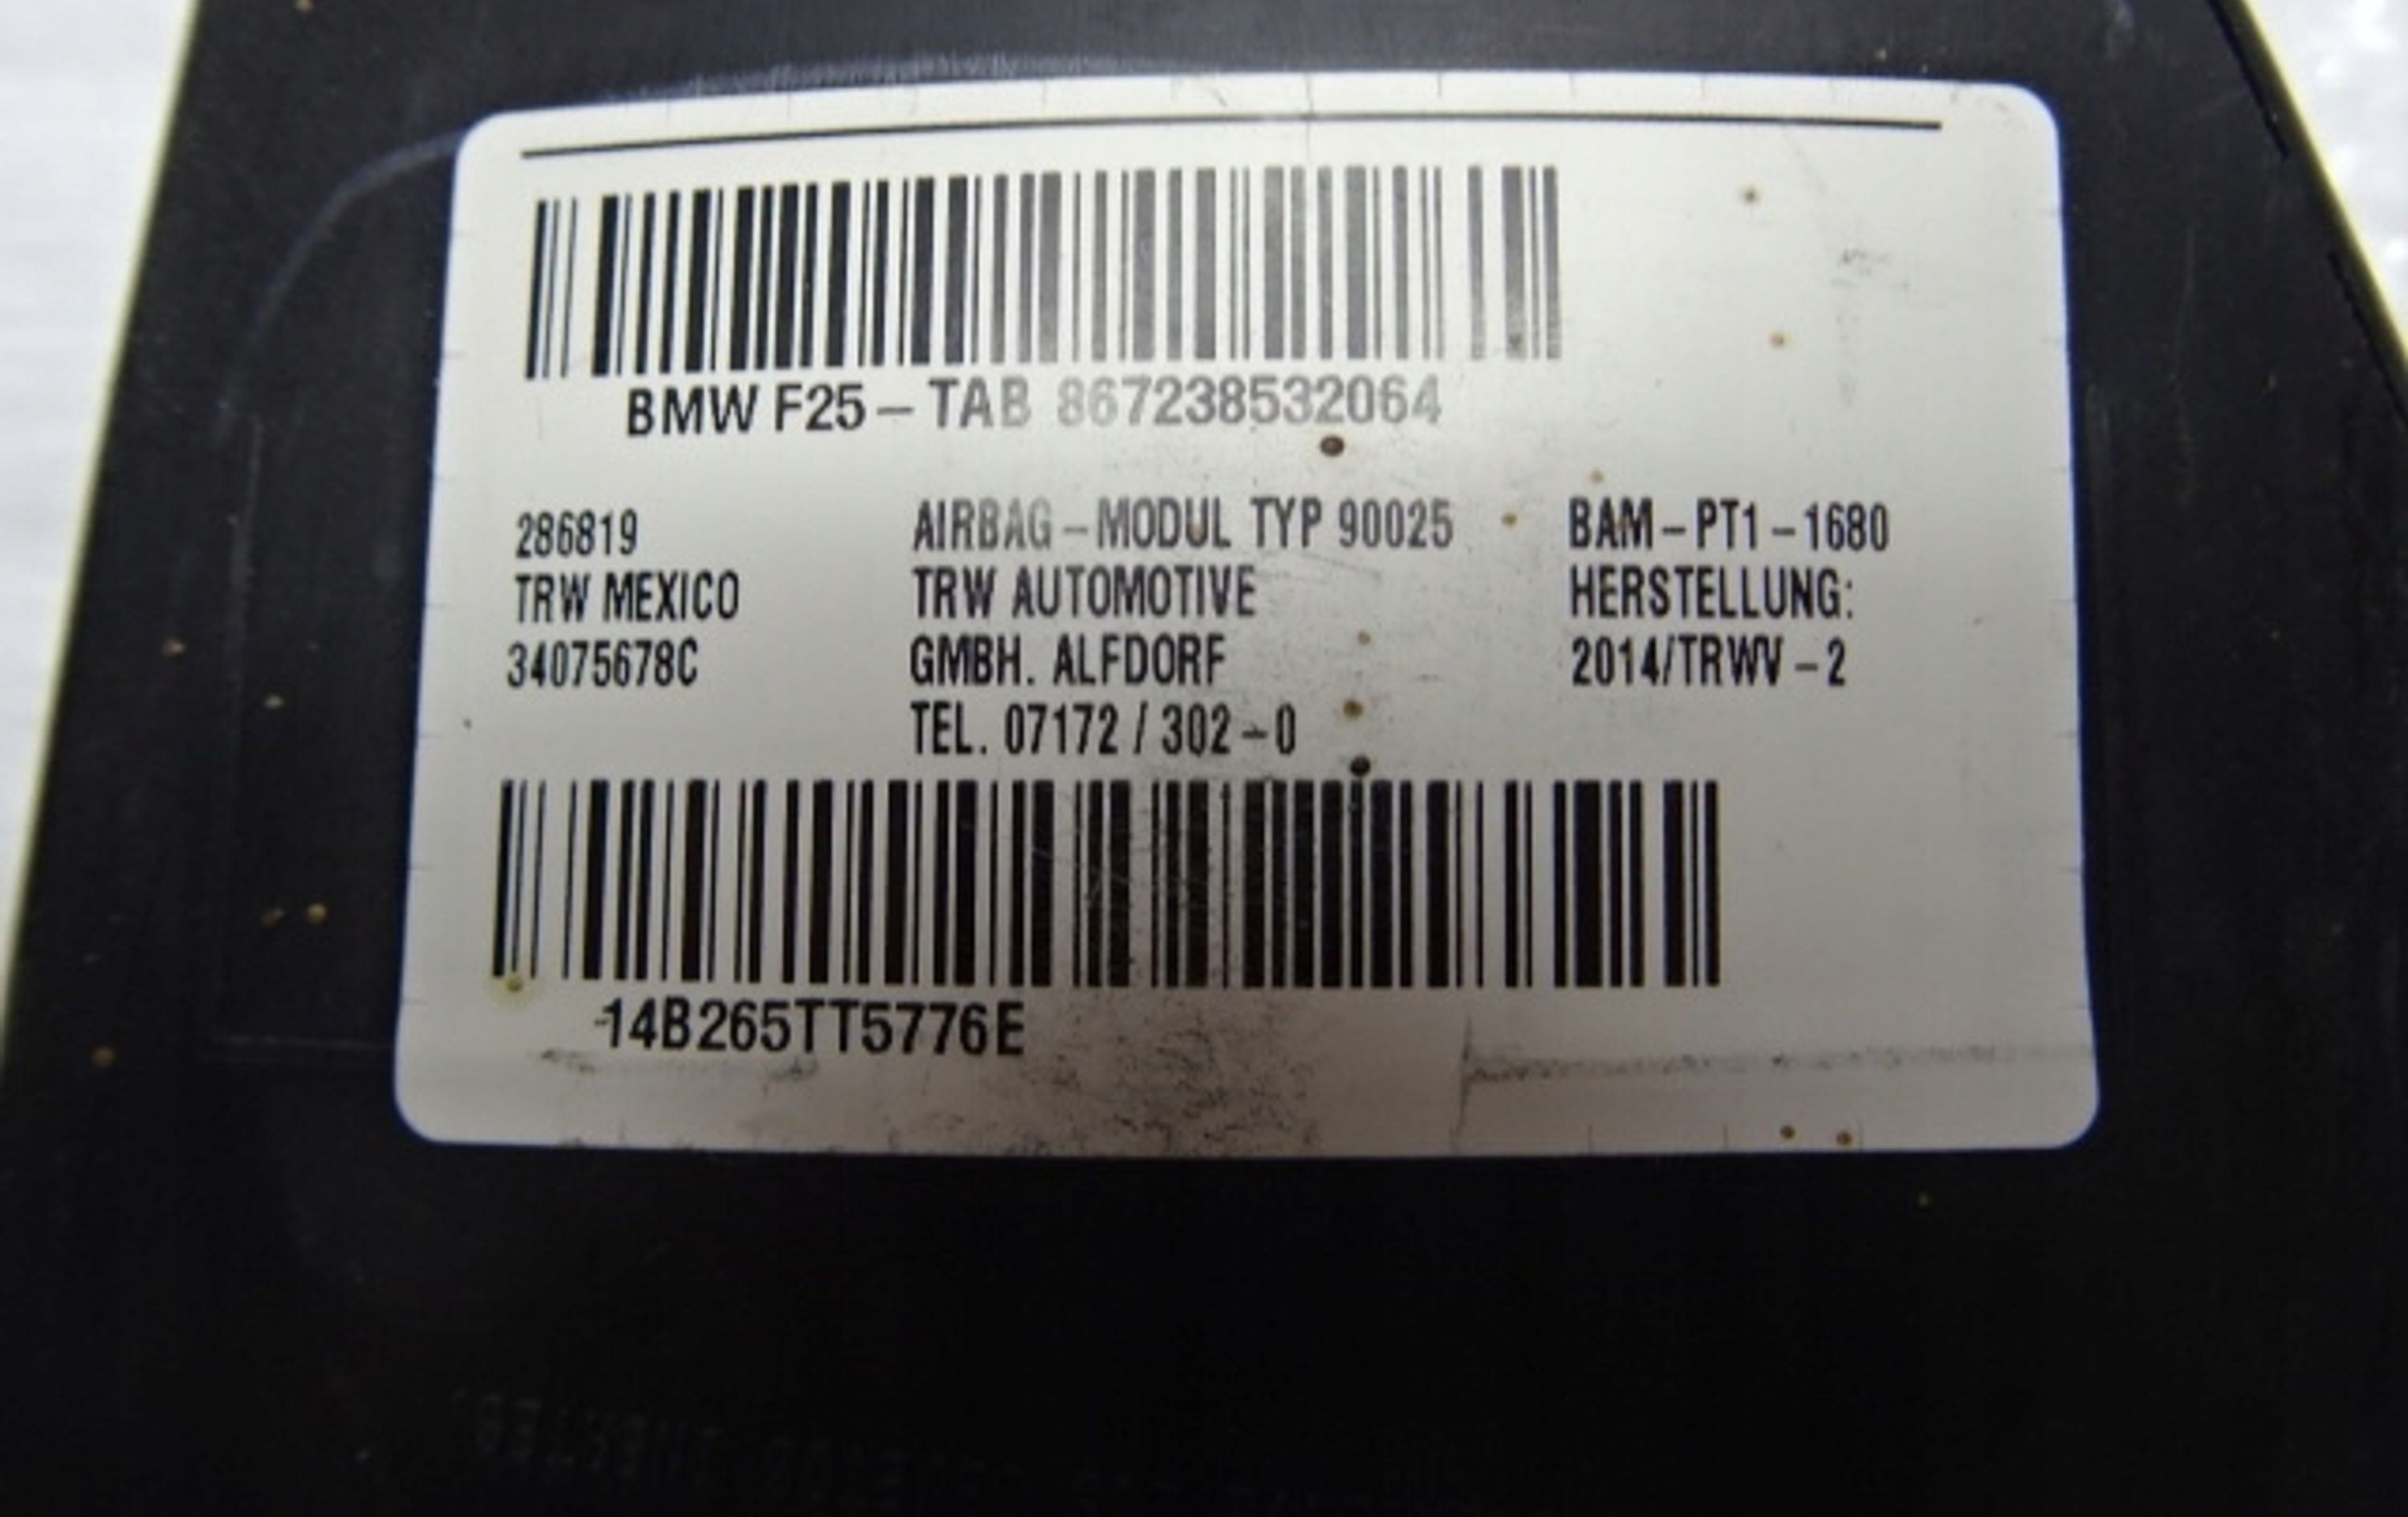 BMW F25 – TAB 867238532064
286819 AIRBAG – MODUL TYP 90025 BAM – PT1 – 1680
TRW MEXICO TRW AUTOMOTIVE HERSTELLUNG:
34075678C GMBH. ALFDORF 2014/TRWV – 2
TEL. 07172 / 302 – 0
14B265TT5776E